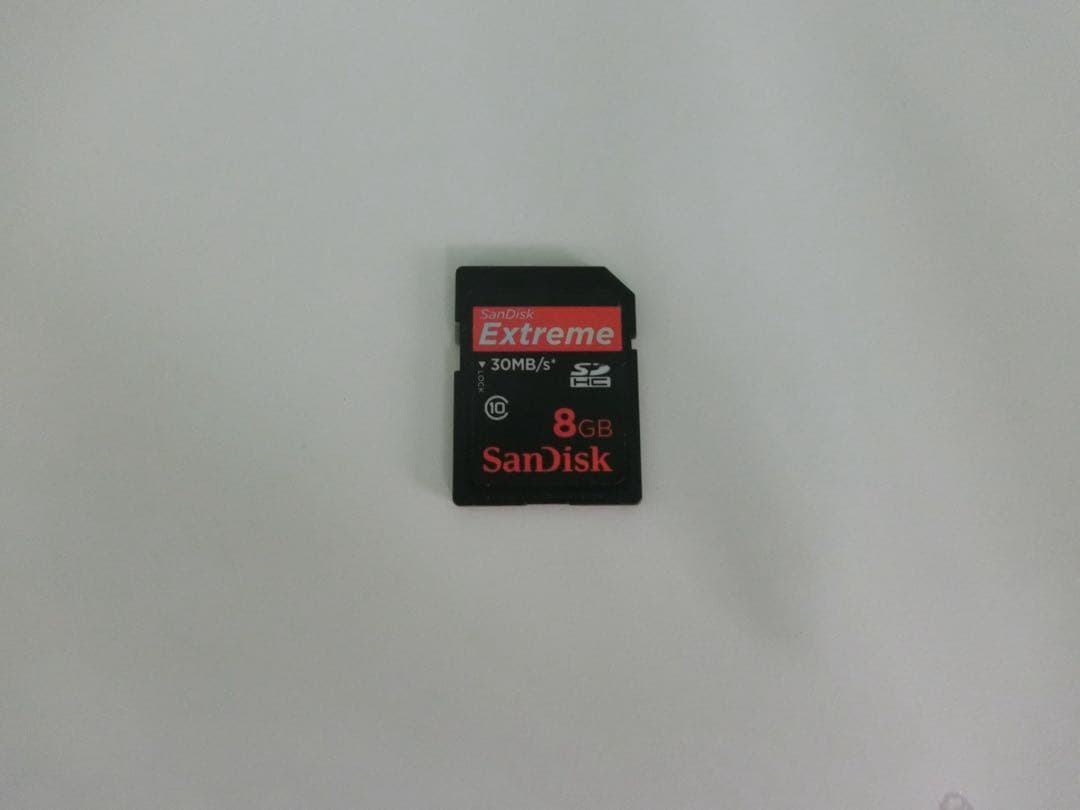 SanDisk
Extreme
▼ 30MB/s*
LOCK
SD
HC
10
8GB
SanDisk